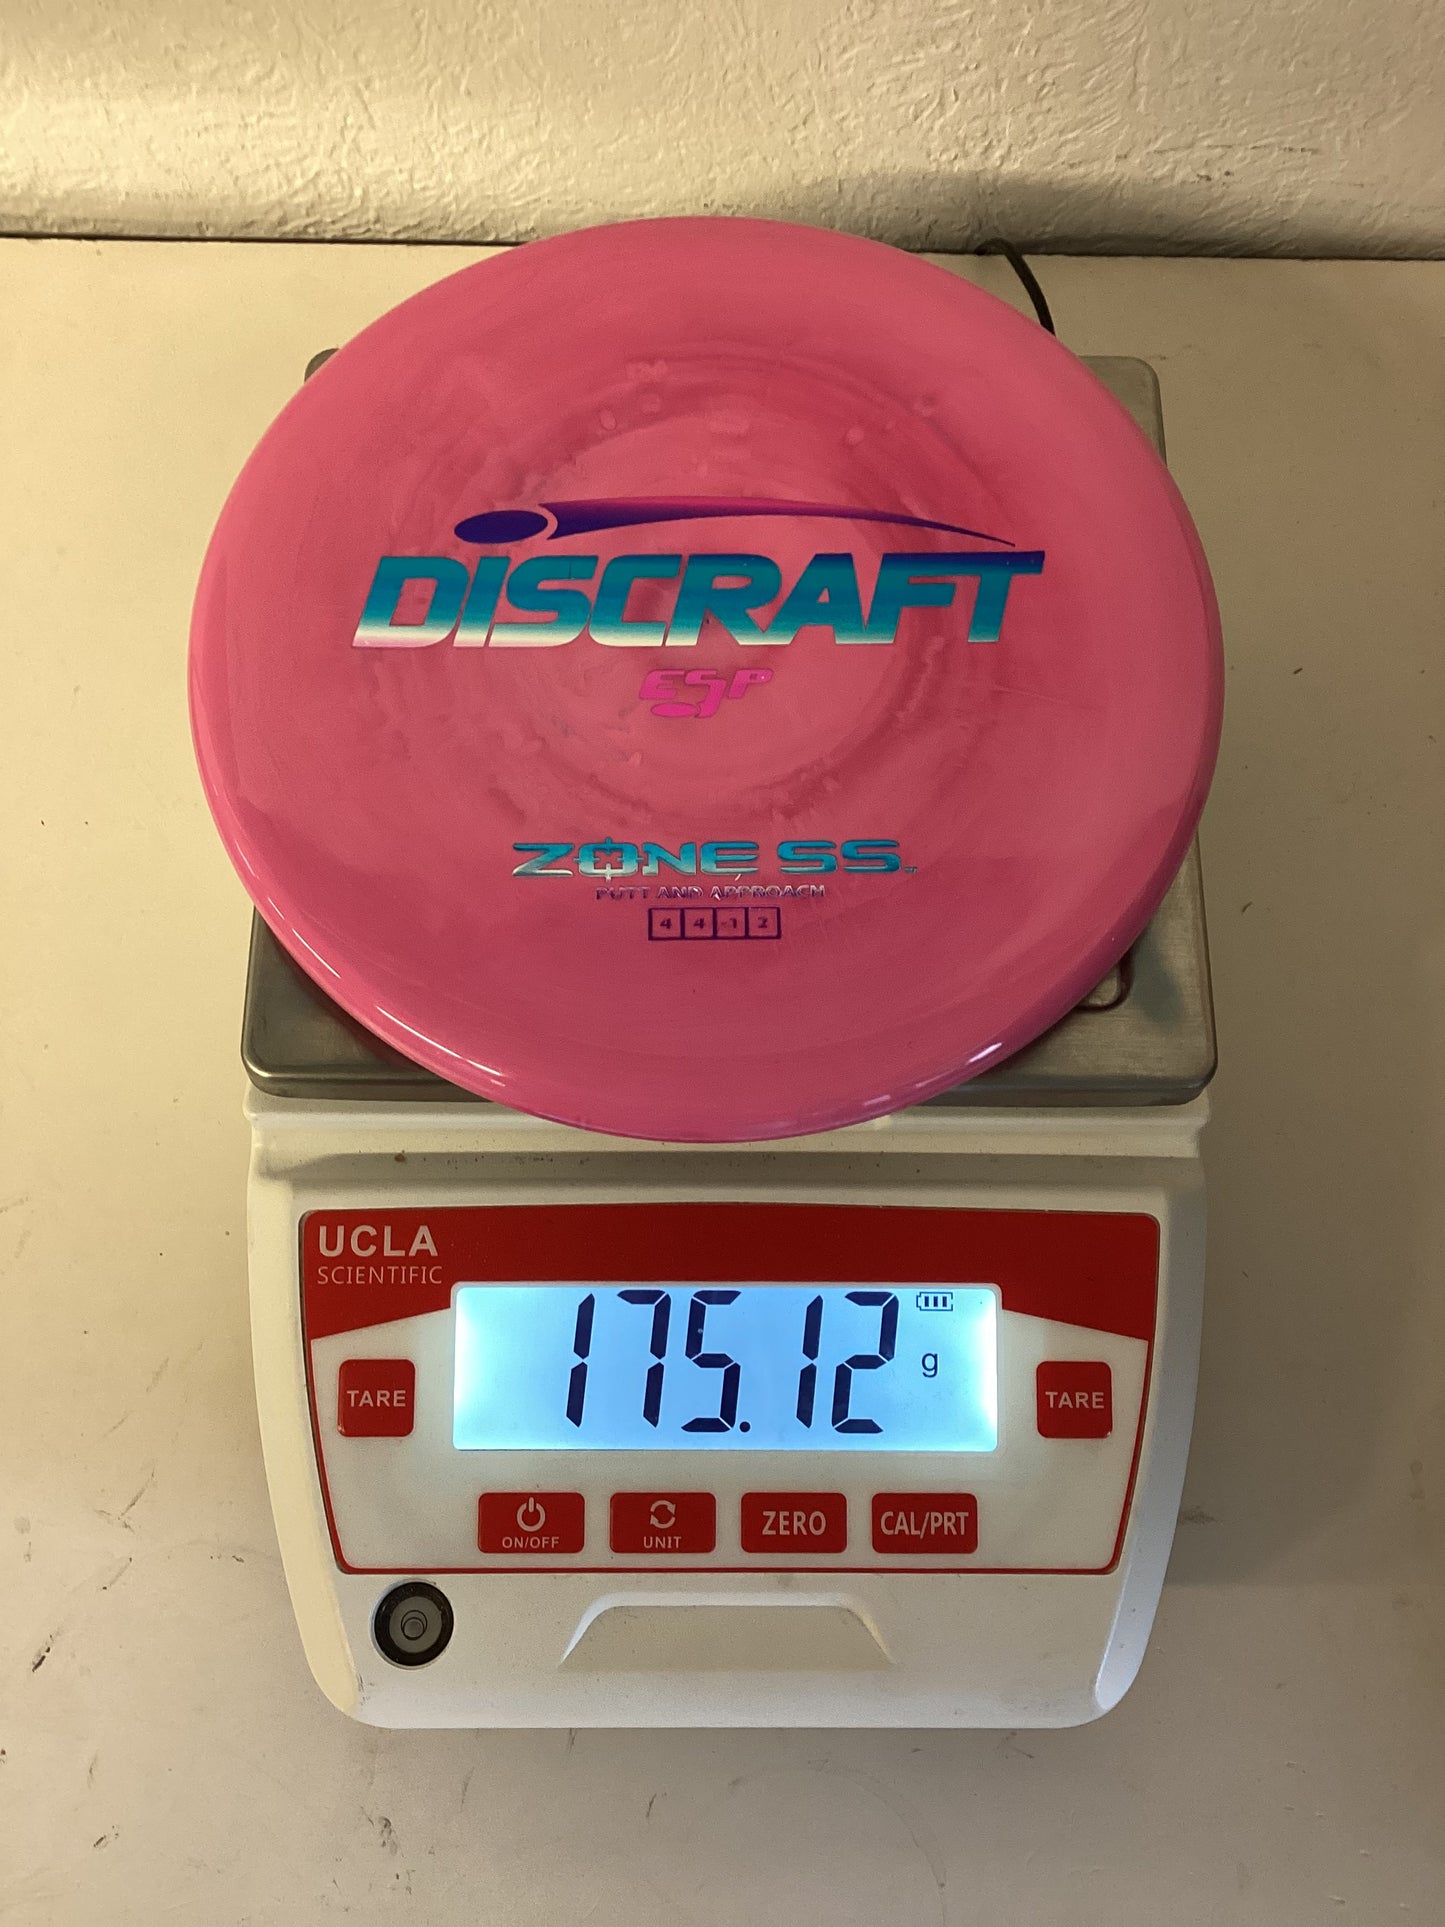 DISCRAFT
ESP
ZONE SS™
PUTT AND APPROACH
4 4 -1 2
UCLA
SCIENTIFIC
175.12 g
TARE TARE
ON/OFF UNIT ZERO CAL/PRT